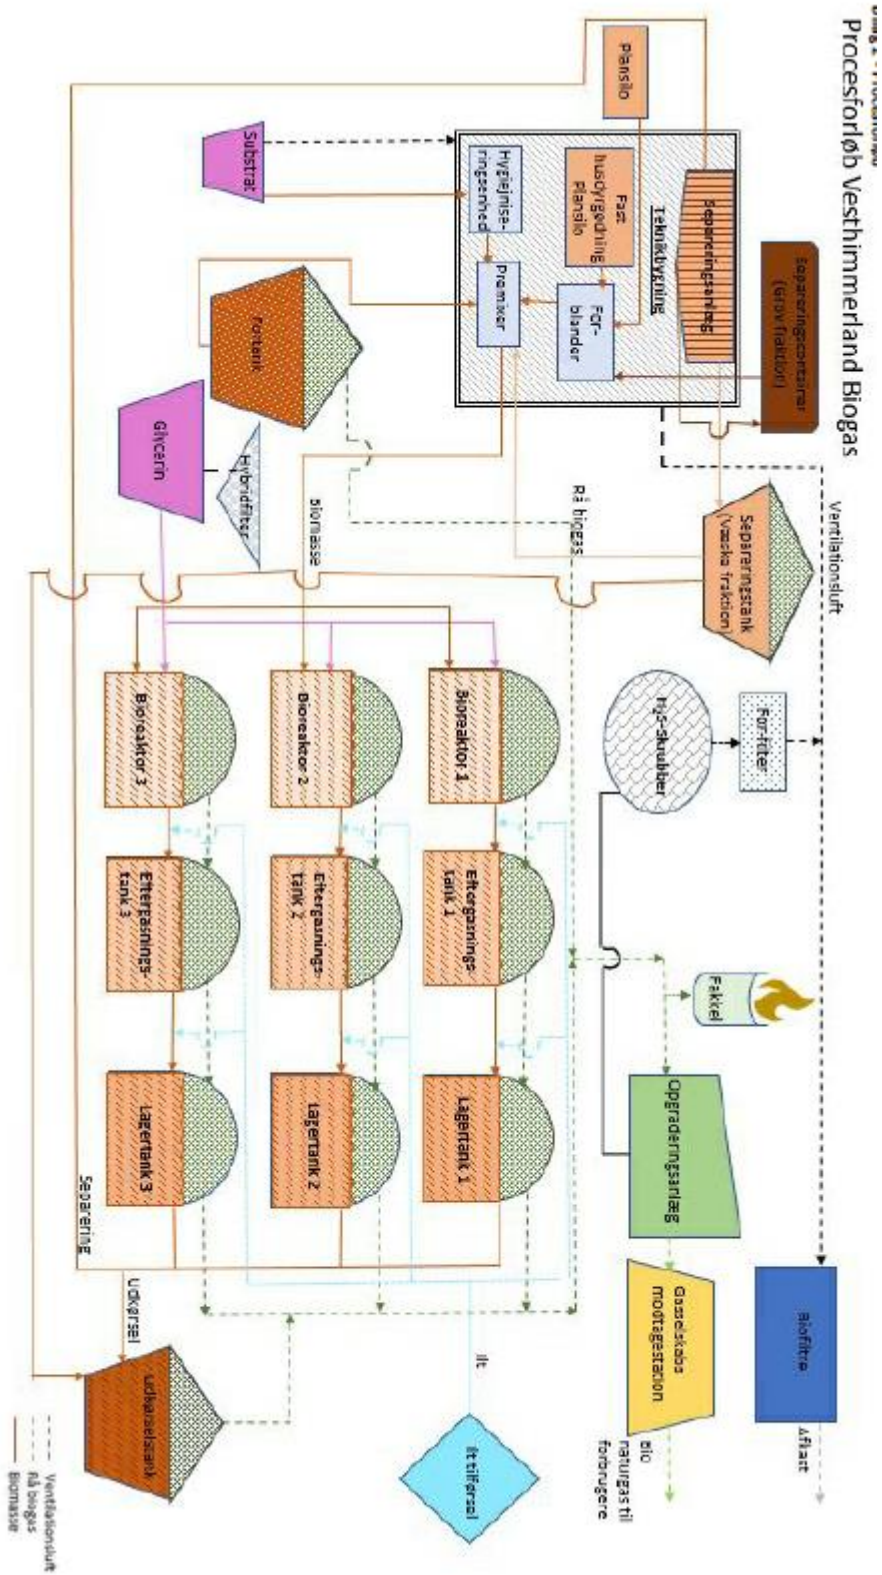 Procesforløb Vesthimmerland Biogas
Plansilo
Separeringsanlæg
Teknikbygning
Fast
husdyrgødning
Plansilo
For-
blander
Hygiejnise-
ringsenhed
Premixer
Substrat
Separeringscontainer
(Grov fraktion)
Fortank
Glycerin
Hybridfilter
Separeringstank
(Væske fraktion)
Ventilationsluft
Rå biogas
Biomasse
H₂S-Skrubber
For-filter
Bioreaktor 1
Bioreaktor 2
Bioreaktor 3
Eftergasnings-
tank 1
Eftergasnings-
tank 2
Eftergasnings-
tank 3
Lagertank 1
Lagertank 2
Lagertank 3
Fakkel
Opgraderingsanlæg
Gasselskabs
modtagestation
Biofiltre
Afkast
Bio
naturgas til
forbrugere
Ilt
Ilt tilførsel
Separering
Udkørsel
Udkørselstank
Ventilationsluft
Rå biogas
Biomasse